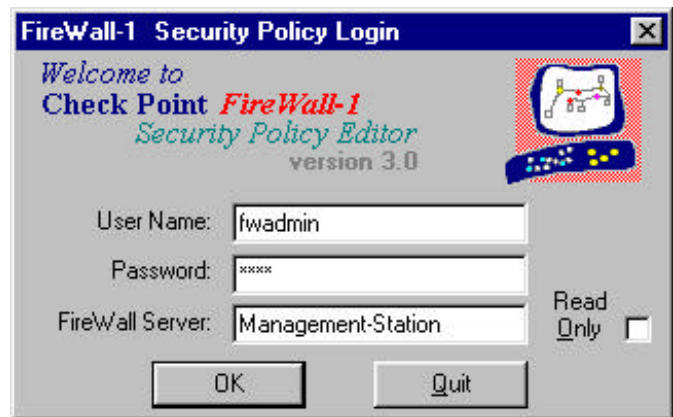 FireWall-1 Security Policy Login
Welcome to
Check Point FireWall-1
Security Policy Editor
version 3.0
User Name: fwadmin
Password: ****
FireWall Server: Management-Station
Read
Only
OK Quit